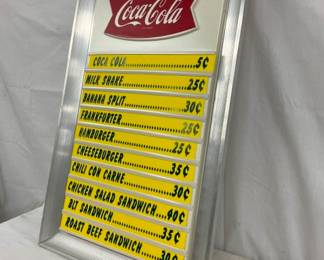 Coca-Cola
COCA COLA..................5¢
MILK SHAKE................25¢
BANANA SPLIT.............30¢
FRANKFURTER.............25¢
HAMBURGER...............25¢
CHEESEBURGER............35¢
CHILI CON CARNE..........30¢
CHICKEN SALAD SANDWICH....40¢
BLT SANDWICH............35¢
ROAST BEEF SANDWICH......30¢